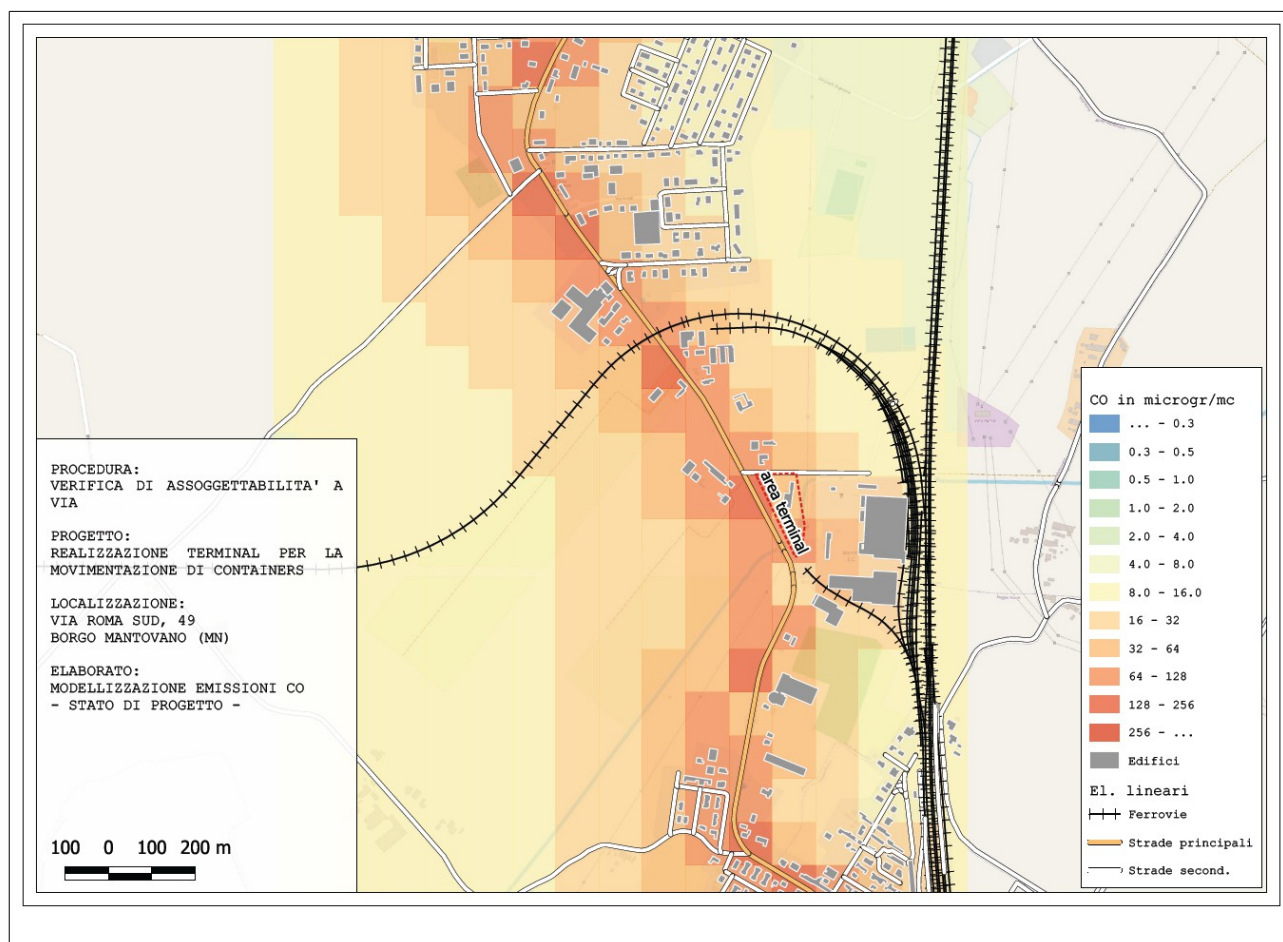 PROCEDURA:
VERIFICA DI ASSOGGETTABILITA' A
VIA
PROGETTO:
REALIZZAZIONE TERMINAL PER LA
MOVIMENTAZIONE DI CONTAINERS
LOCALIZZAZIONE:
VIA ROMA SUD, 49
BORGO MANTOVANO (MN)
ELABORATO:
MODELLIZZAZIONE EMISSIONI CO
- STATO DI PROGETTO -
100 0 100 200 m
area terminal
CO in microgr/mc
... - 0.3
0.3 - 0.5
0.5 - 1.0
1.0 - 2.0
2.0 - 4.0
4.0 - 8.0
8.0 - 16.0
16 - 32
32 - 64
64 - 128
128 - 256
256 - ...
Edifici
El. lineari
Ferrovie
Strade principali
Strade second.